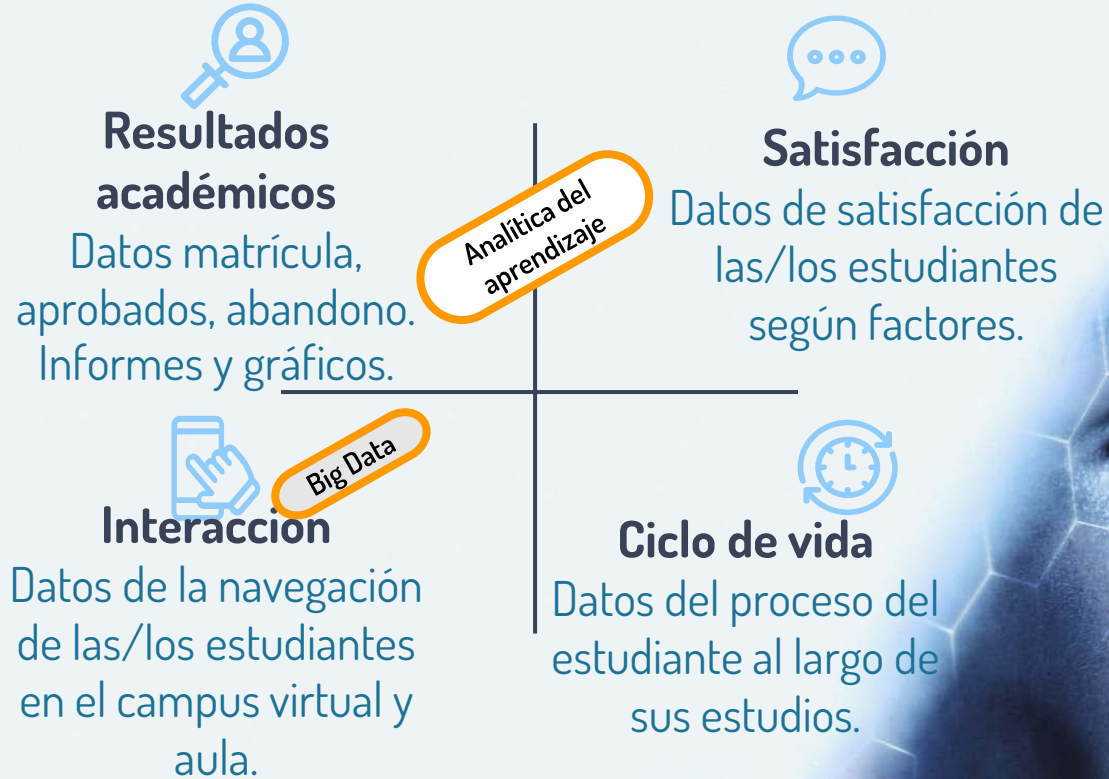 Resultados
académicos
Datos matrícula,
aprobados, abandono.
Informes y gráficos.
Analítica del
aprendizaje
Satisfacción
Datos de satisfacción de
las/los estudiantes
según factores.
Big Data
Interacción
Datos de la navegación
de las/los estudiantes
en el campus virtual y
aula.
Ciclo de vida
Datos del proceso del
estudiante al largo de
sus estudios.